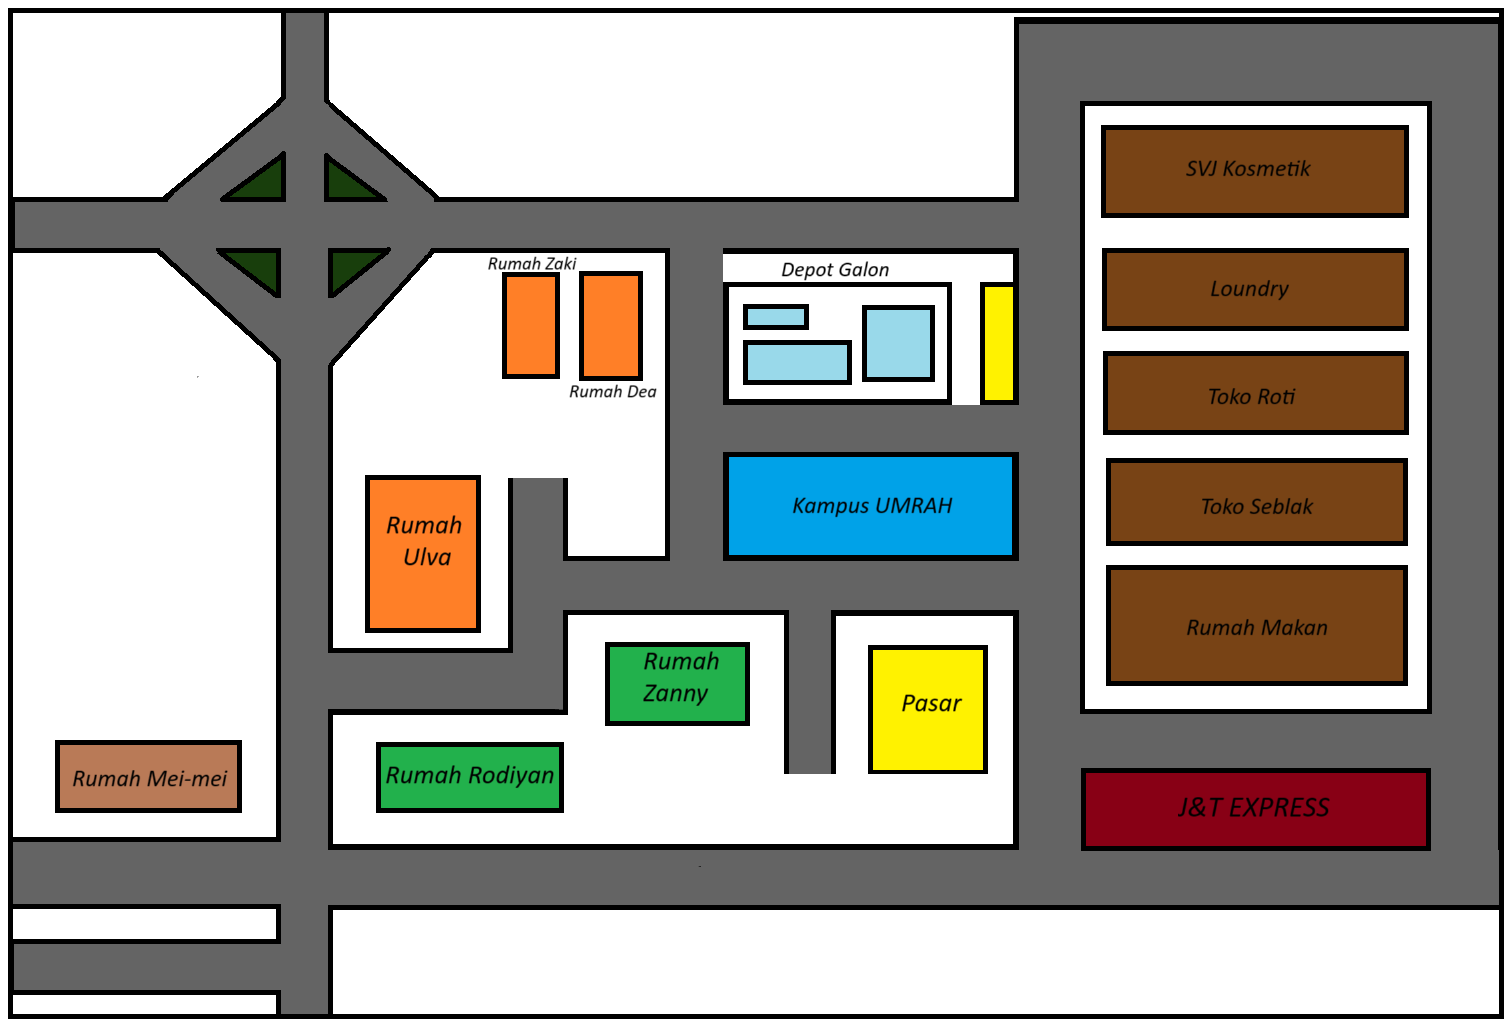 SVJ Kosmetik
Rumah Zaki
Depot Galon
Loundry
Rumah Dea
Toko Roti
Kampus UMRAH
Toko Seblak
Rumah
Ulva
Rumah Makan
Rumah
Zanny
Pasar
Rumah Mei-mei
Rumah Rodiyan
J&T EXPRESS